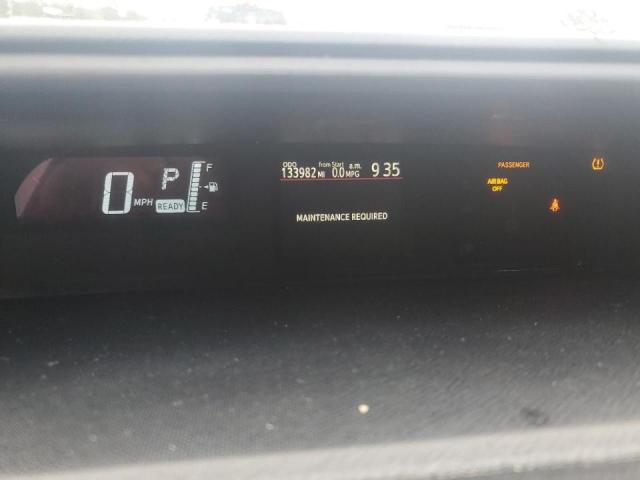 0 MPH P READY F E
ODO from Start a.m.
133982 MI 0.0 MPG 9 35
MAINTENANCE REQUIRED
PASSENGER
AIR BAG
OFF